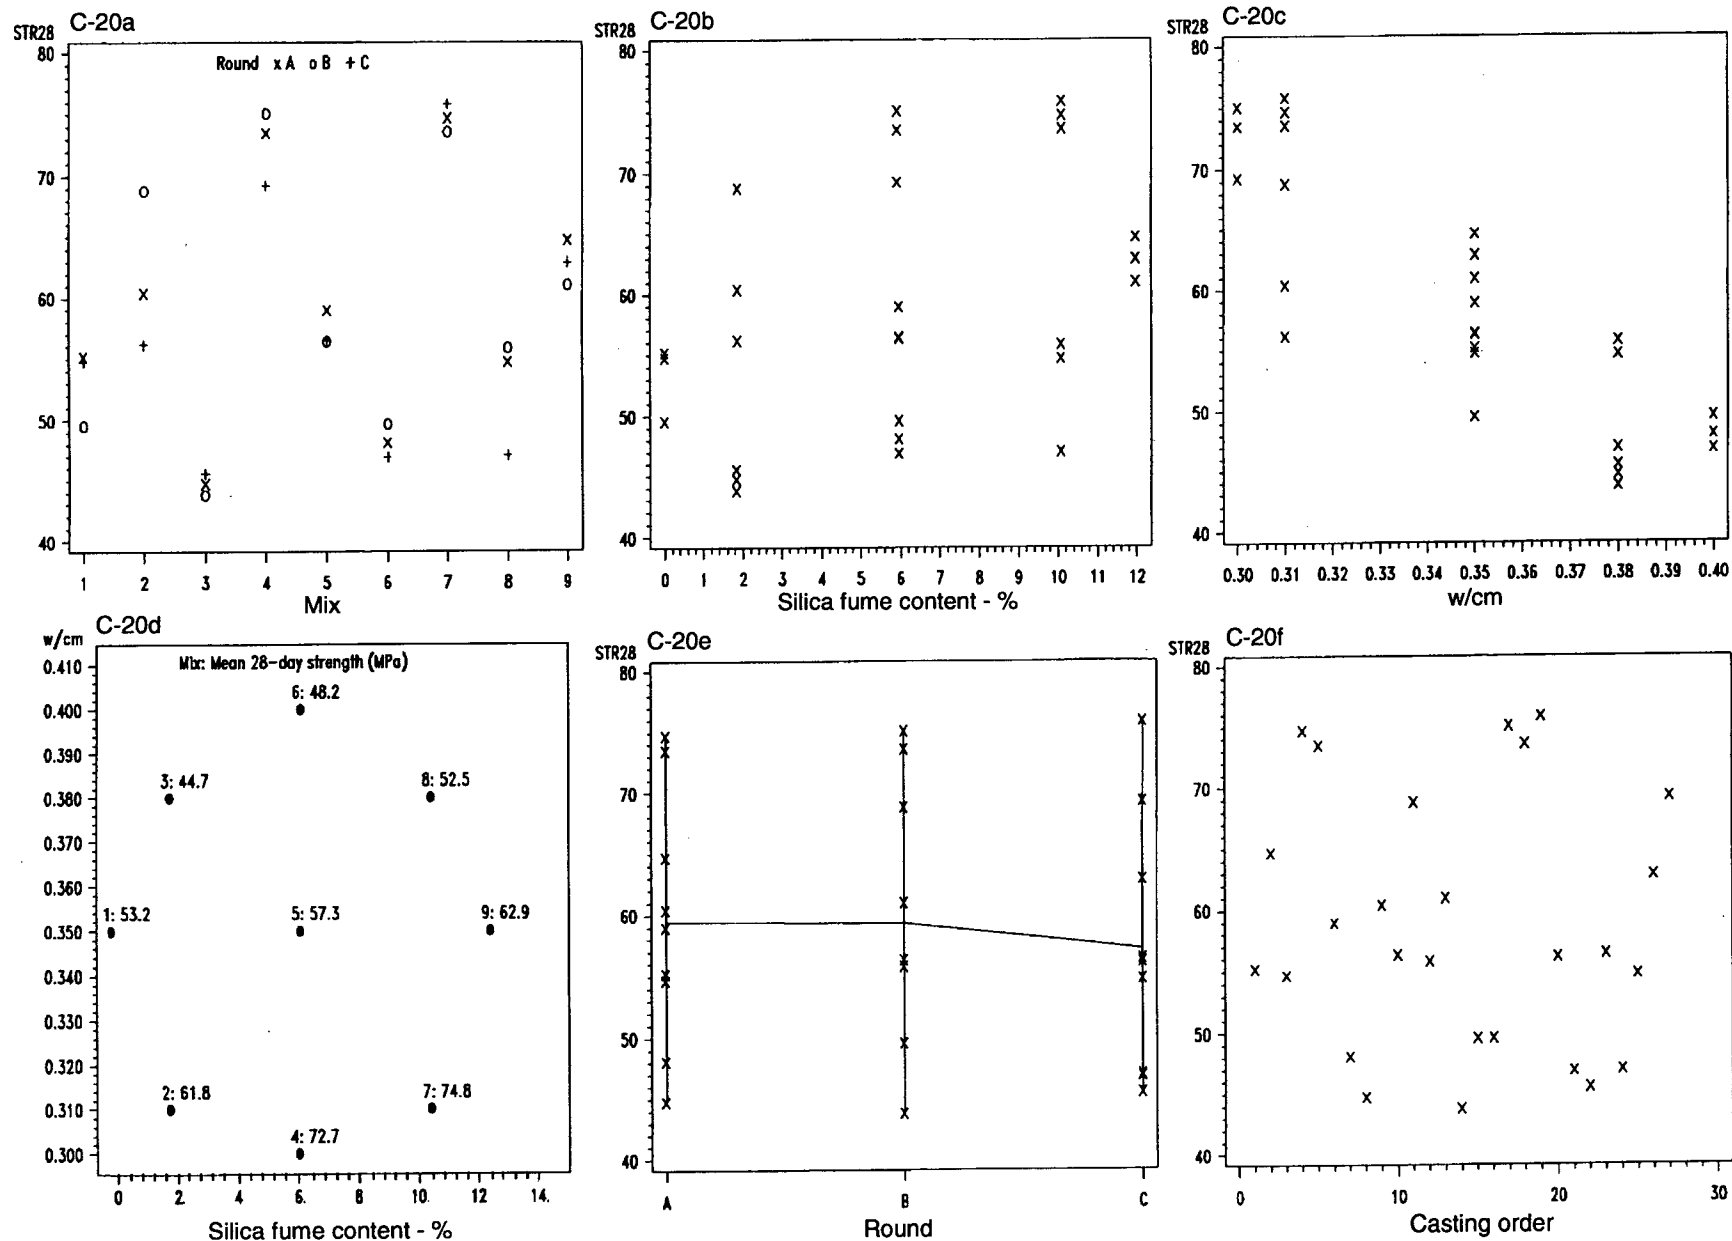 C-20a
STR28
Round x A o B + C
80
70
60
50
40
1 2 3 4 5 6 7 8 9
Mix
C-20b
STR28
80
70
60
50
40
0 1 2 3 4 5 6 7 8 9 10 11 12
Silica fume content - %
C-20c
STR28
80
70
60
50
40
0.30 0.31 0.32 0.33 0.34 0.35 0.36 0.37 0.38 0.39 0.40
w/cm
C-20d
w/cm
Mix: Mean 28-day strength (MPa)
0.410
0.400
0.390
0.380
0.370
0.360
0.350
0.340
0.330
0.320
0.310
0.300
6: 48.2
3: 44.7
8: 52.5
1: 53.2
5: 57.3
9: 62.9
2: 61.8
7: 74.8
4: 72.7
0 2. 4. 6. 8. 10. 12. 14.
Silica fume content - %
C-20e
STR28
80
70
60
50
40
A B C
Round
C-20f
STR28
80
70
60
50
40
0 10 20 30
Casting order